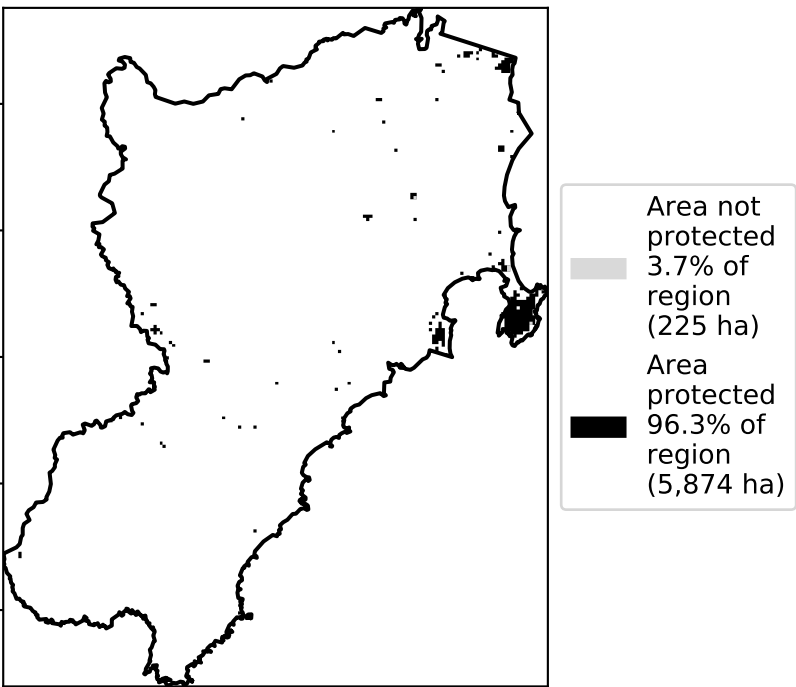 Area not
protected
3.7% of
region
(225 ha)
Area
protected
96.3% of
region
(5,874 ha)